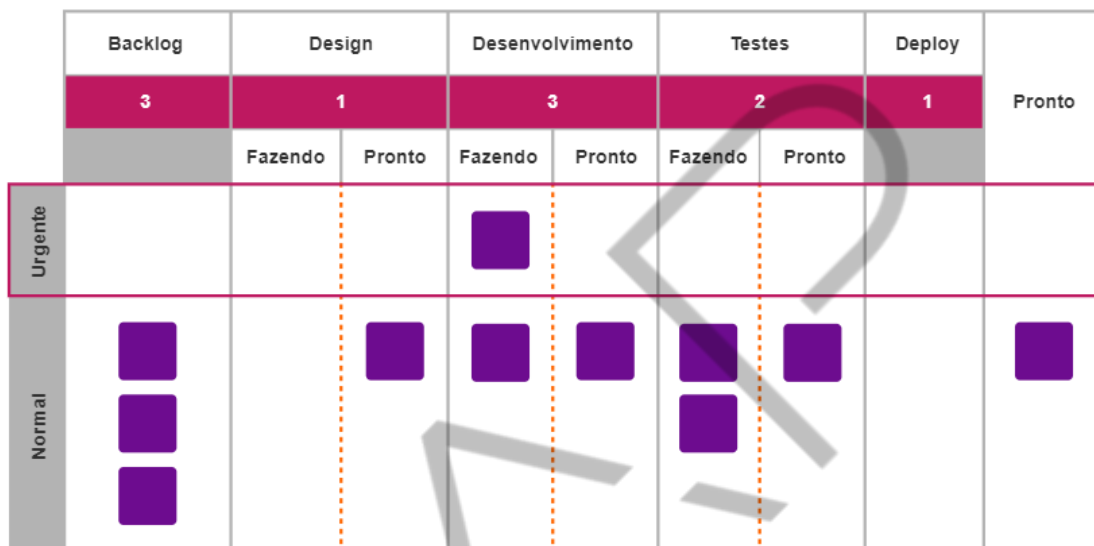 Backlog Design Desenvolvimento Testes Deploy
3 1 3 2 1 Pronto
Fazendo Pronto Fazendo Pronto Fazendo Pronto
Urgente
Normal